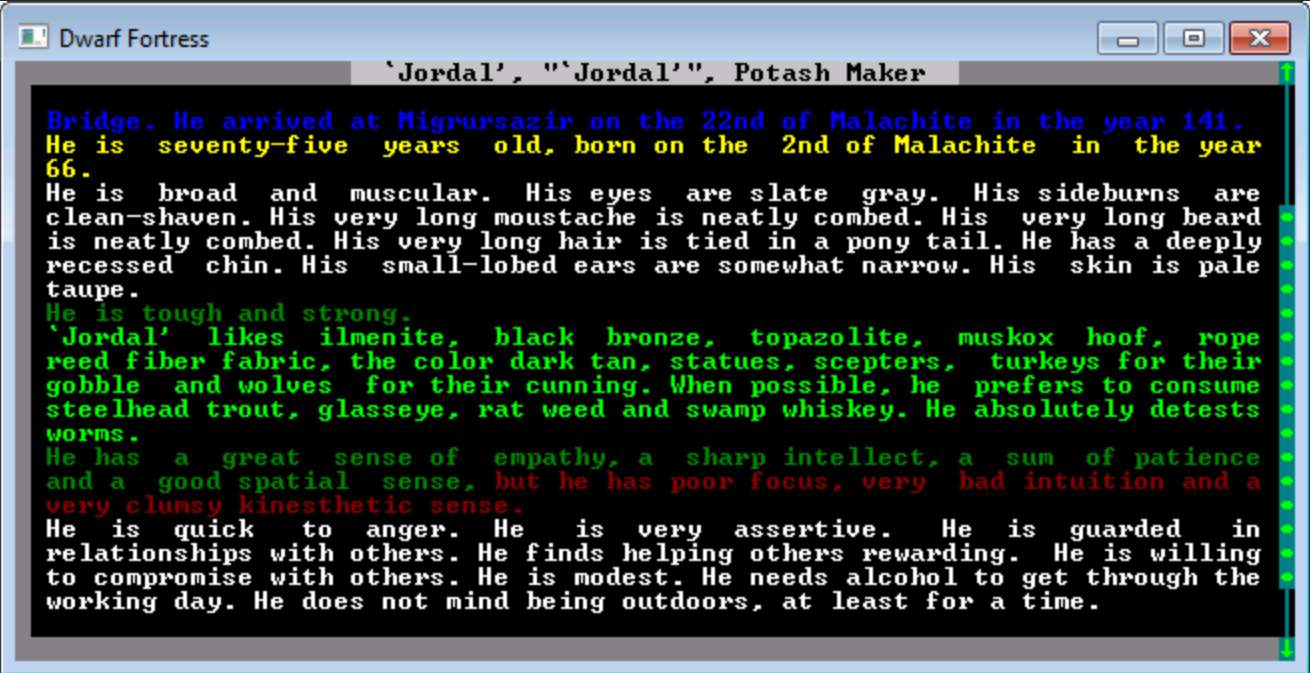 Dwarf Fortress
`Jordal', "`Jordal'", Potash Maker
Bridge. He arrived at Migrursazir on the 22nd of Malachite in the year 141.
He is seventy-five years old, born on the 2nd of Malachite in the year
66.
He is broad and muscular. His eyes are slate gray. His sideburns are
clean-shaven. His very long moustache is neatly combed. His very long beard
is neatly combed. His very long hair is tied in a pony tail. He has a deeply
recessed chin. His small-lobed ears are somewhat narrow. His skin is pale
taupe.
He is tough and strong.
`Jordal' likes ilmenite, black bronze, topazolite, muskox hoof, rope
reed fiber fabric, the color dark tan, statues, scepters, turkeys for their
gobble and wolves for their cunning. When possible, he prefers to consume
steelhead trout, glasseye, rat weed and swamp whiskey. He absolutely detests
worms.
He has a great sense of empathy, a sharp intellect, a sum of patience
and a good spatial sense, but he has poor focus, very bad intuition and a
very clumsy kinesthetic sense.
He is quick to anger. He is very assertive. He is guarded in
relationships with others. He finds helping others rewarding. He is willing
to compromise with others. He is modest. He needs alcohol to get through the
working day. He does not mind being outdoors, at least for a time.